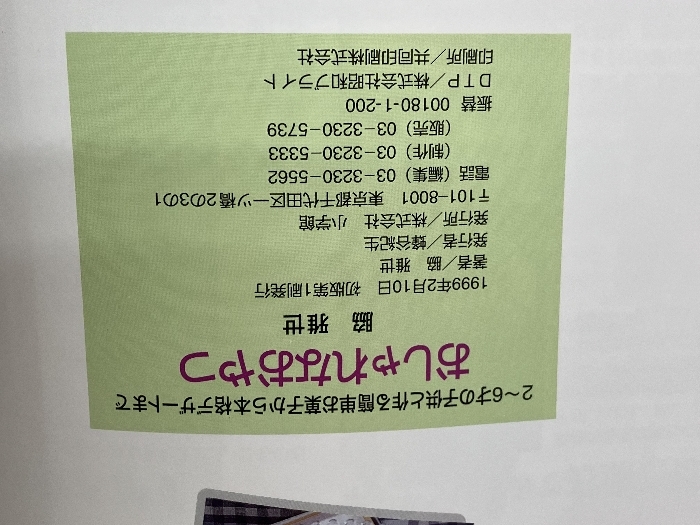 2〜6才の子供と作る簡単お菓子から本格デザートまで
おしゃれなおやつ
脇 雅世
1999年2月10日 初版第1刷発行
著者／脇 雅世
発行者／蜂谷紀生
発行所／株式会社 小学館
〒101−8001 東京都千代田区一ツ橋2の3の1
電話（編集）03−3230−5562
（制作）03−3230−5333
（販売）03−3230−5739
振替 00180-1-200
DTP／株式会社昭和ブライト
印刷所／共同印刷株式会社